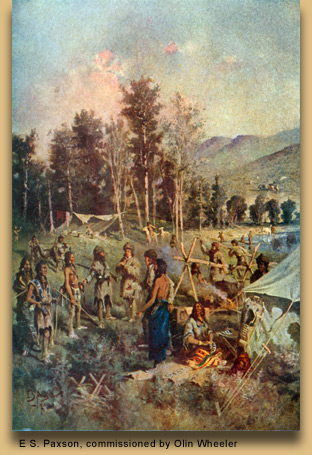 E S. Paxson, commissioned by Olin Wheeler